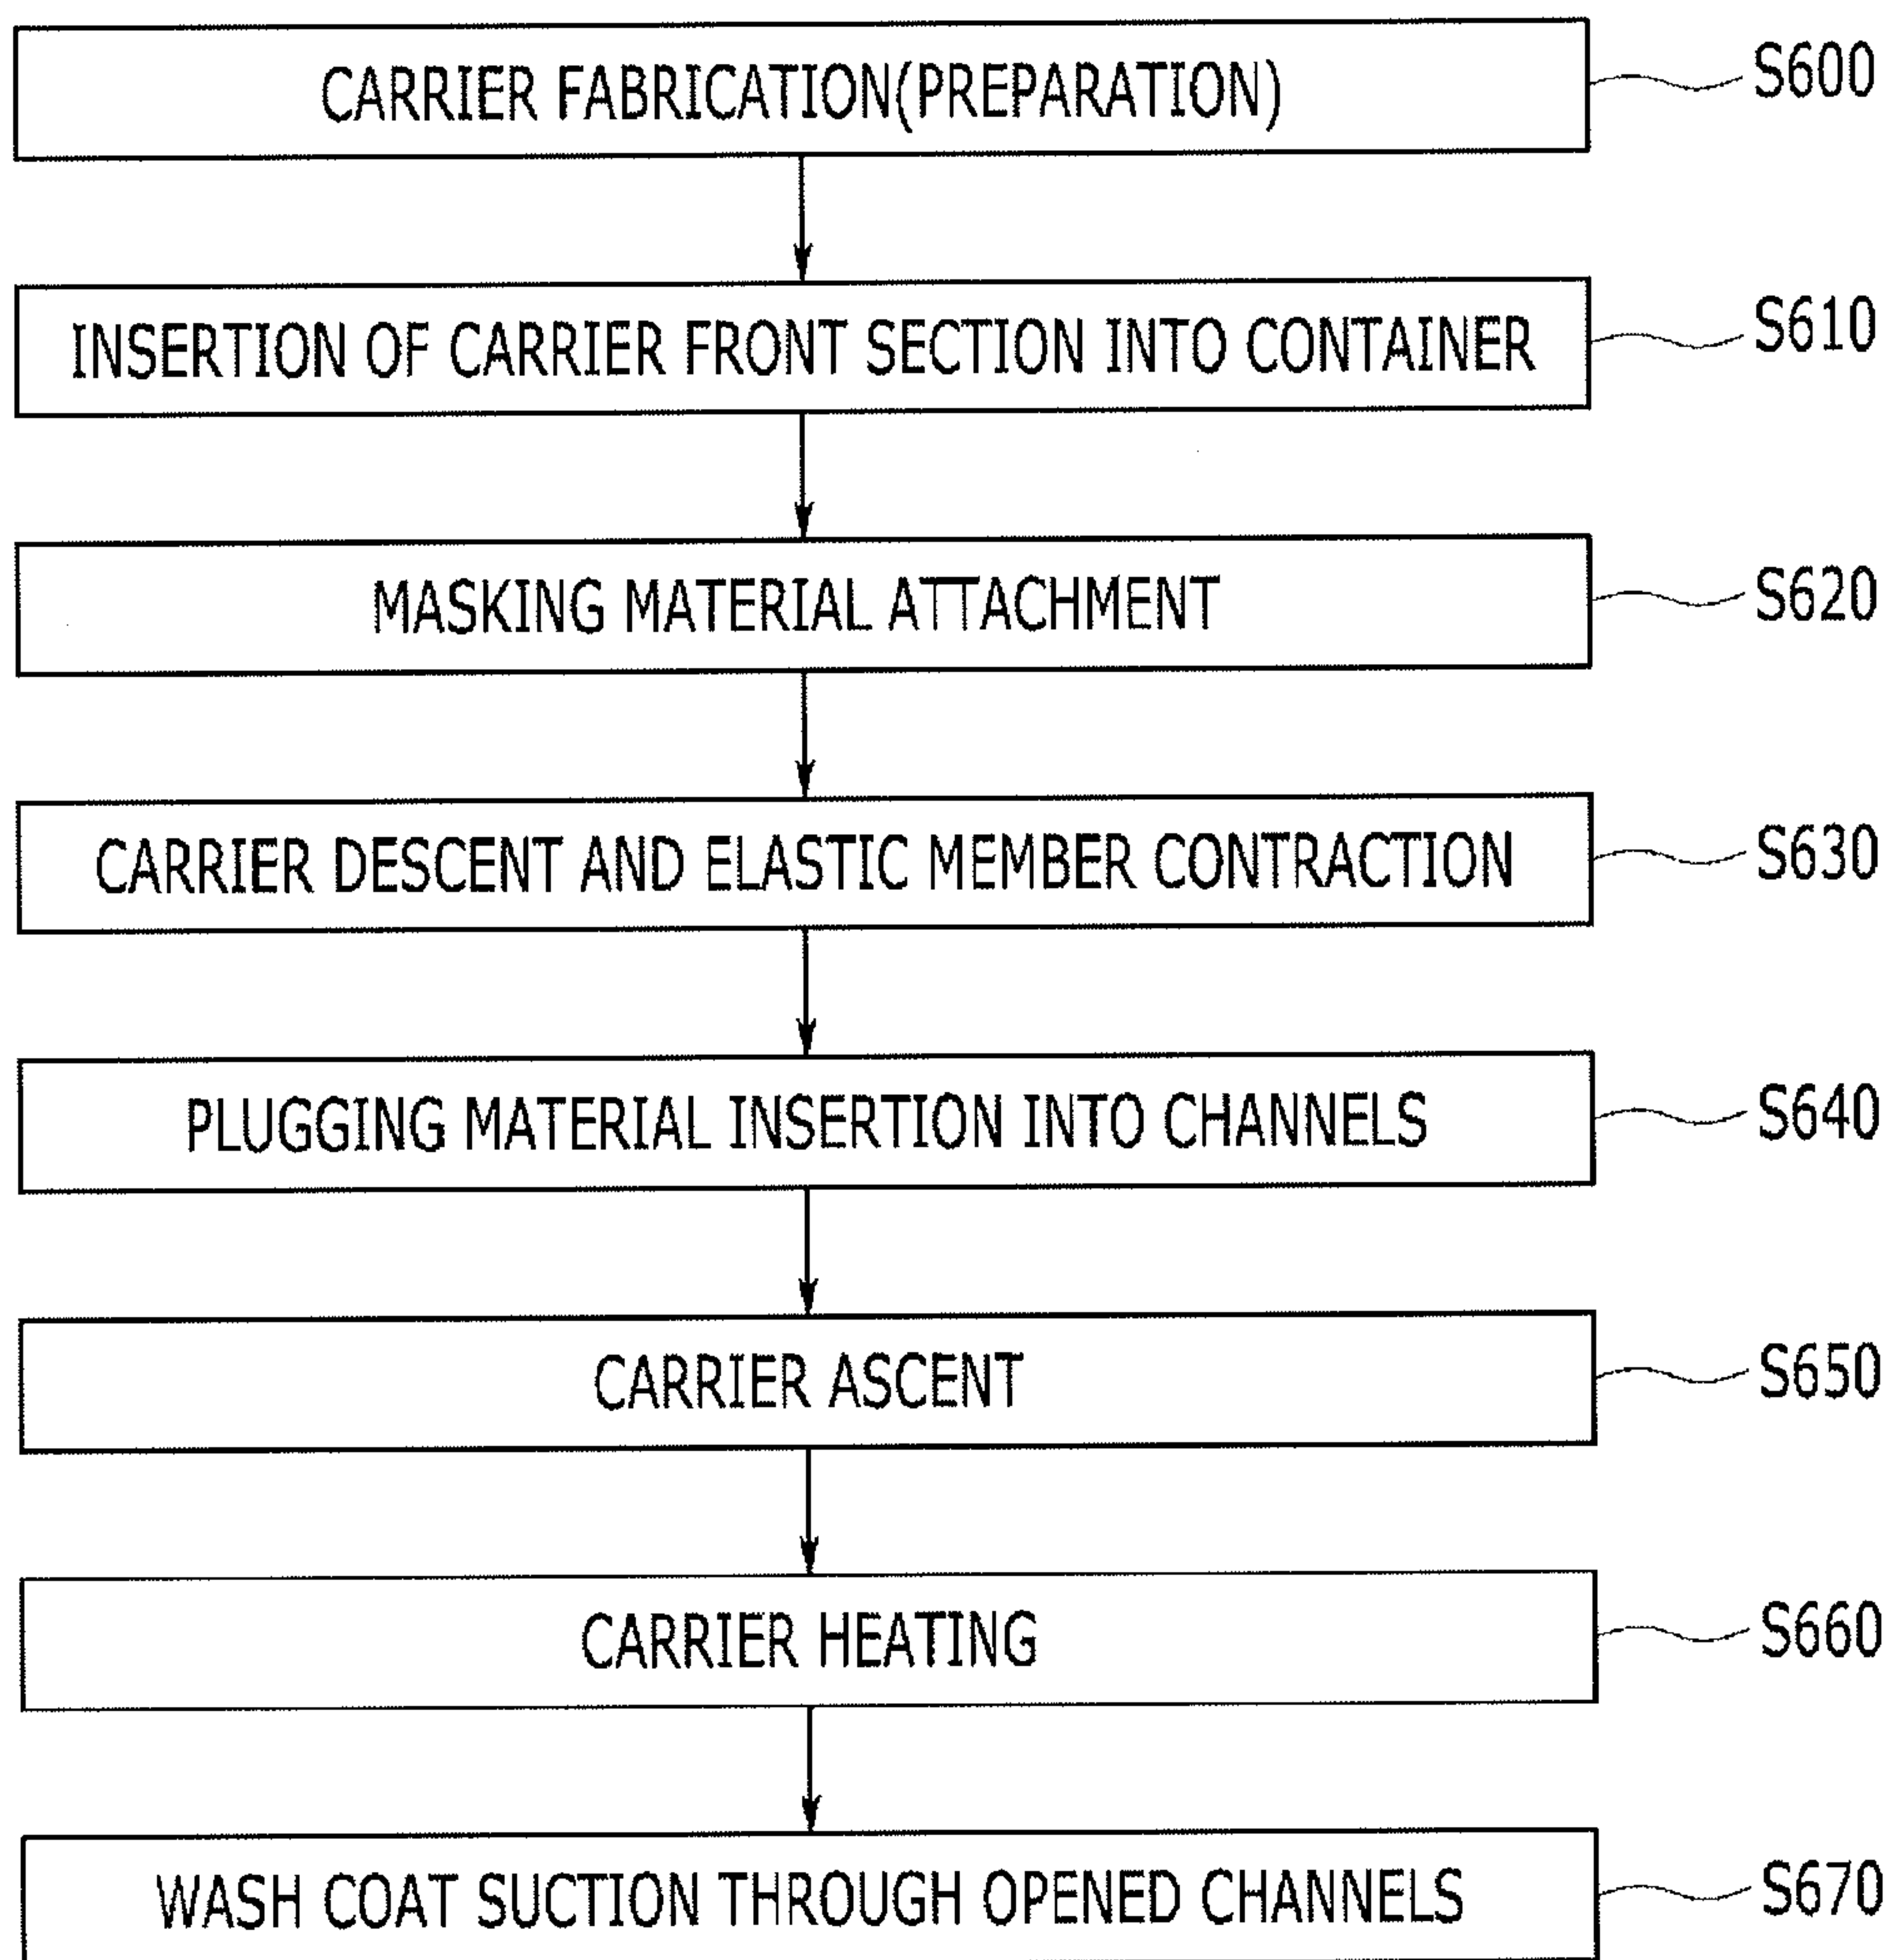 CARRIER FABRICATION(PREPARATION)
S600
INSERTION OF CARRIER FRONT SECTION INTO CONTAINER
S610
MASKING MATERIAL ATTACHMENT
S620
CARRIER DESCENT AND ELASTIC MEMBER CONTRACTION
S630
PLUGGING MATERIAL INSERTION INTO CHANNELS
S640
CARRIER ASCENT
S650
CARRIER HEATING
S660
WASH COAT SUCTION THROUGH OPENED CHANNELS
S670